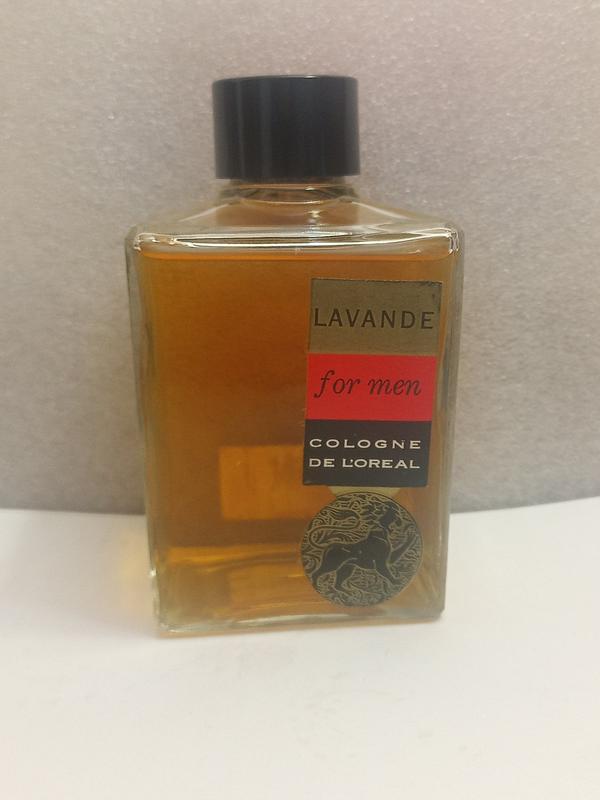 LAVANDE
for men
COLOGNE
DE L'OREAL